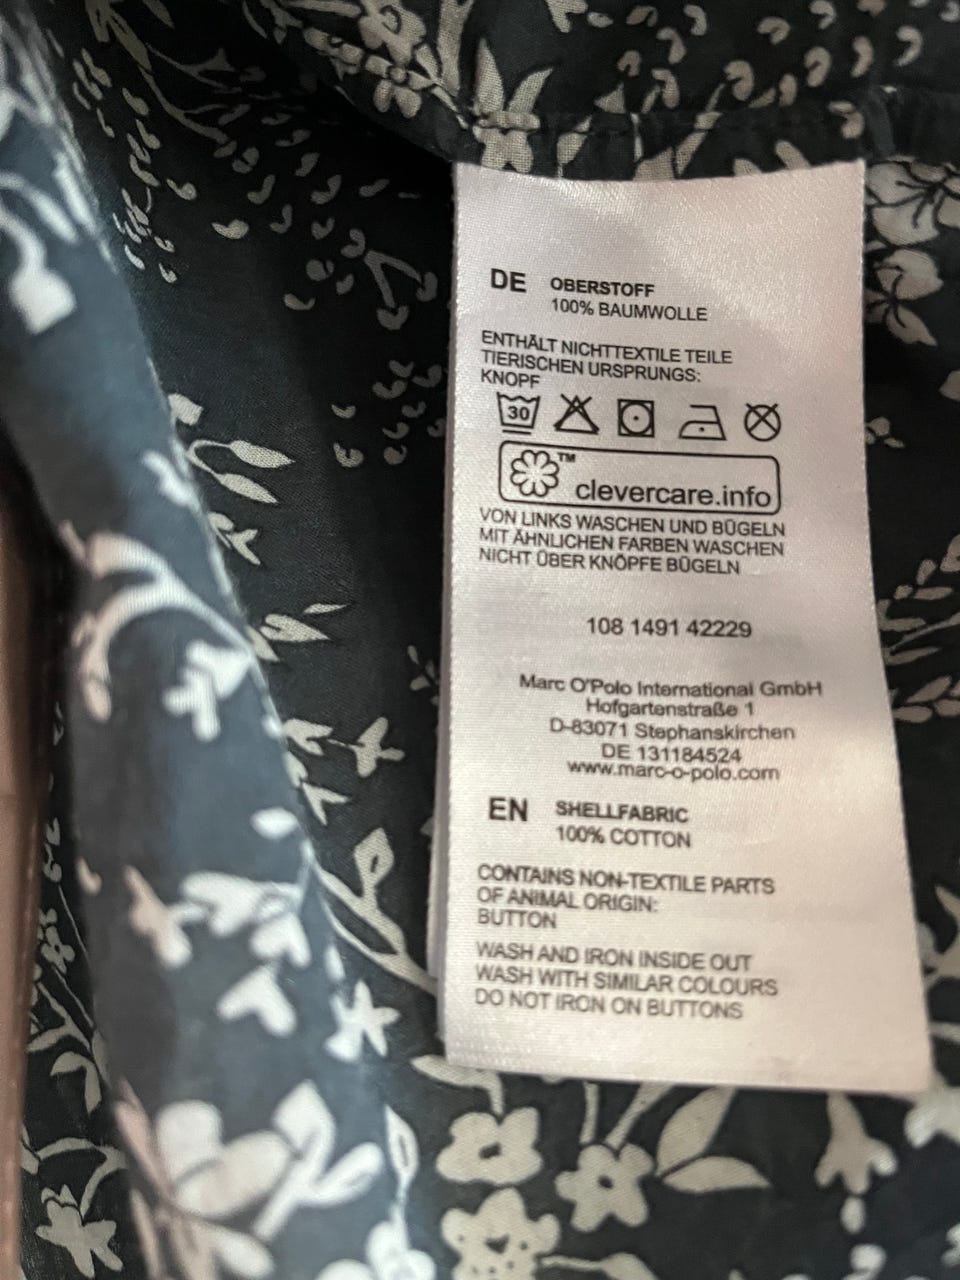 DE OBERSTOFF
100% BAUMWOLLE
ENTHÄLT NICHTTEXTILE TEILE
TIERISCHEN URSPRUNGS:
KNOPF
30
™
clevercare.info
VON LINKS WASCHEN UND BÜGELN
MIT ÄHNLICHEN FARBEN WASCHEN
NICHT ÜBER KNÖPFE BÜGELN
108 1491 42229
Marc O'Polo International GmbH
Hofgartenstraße 1
D-83071 Stephanskirchen
DE 131184524
www.marc-o-polo.com
EN SHELLFABRIC
100% COTTON
CONTAINS NON-TEXTILE PARTS
OF ANIMAL ORIGIN:
BUTTON
WASH AND IRON INSIDE OUT
WASH WITH SIMILAR COLOURS
DO NOT IRON ON BUTTONS